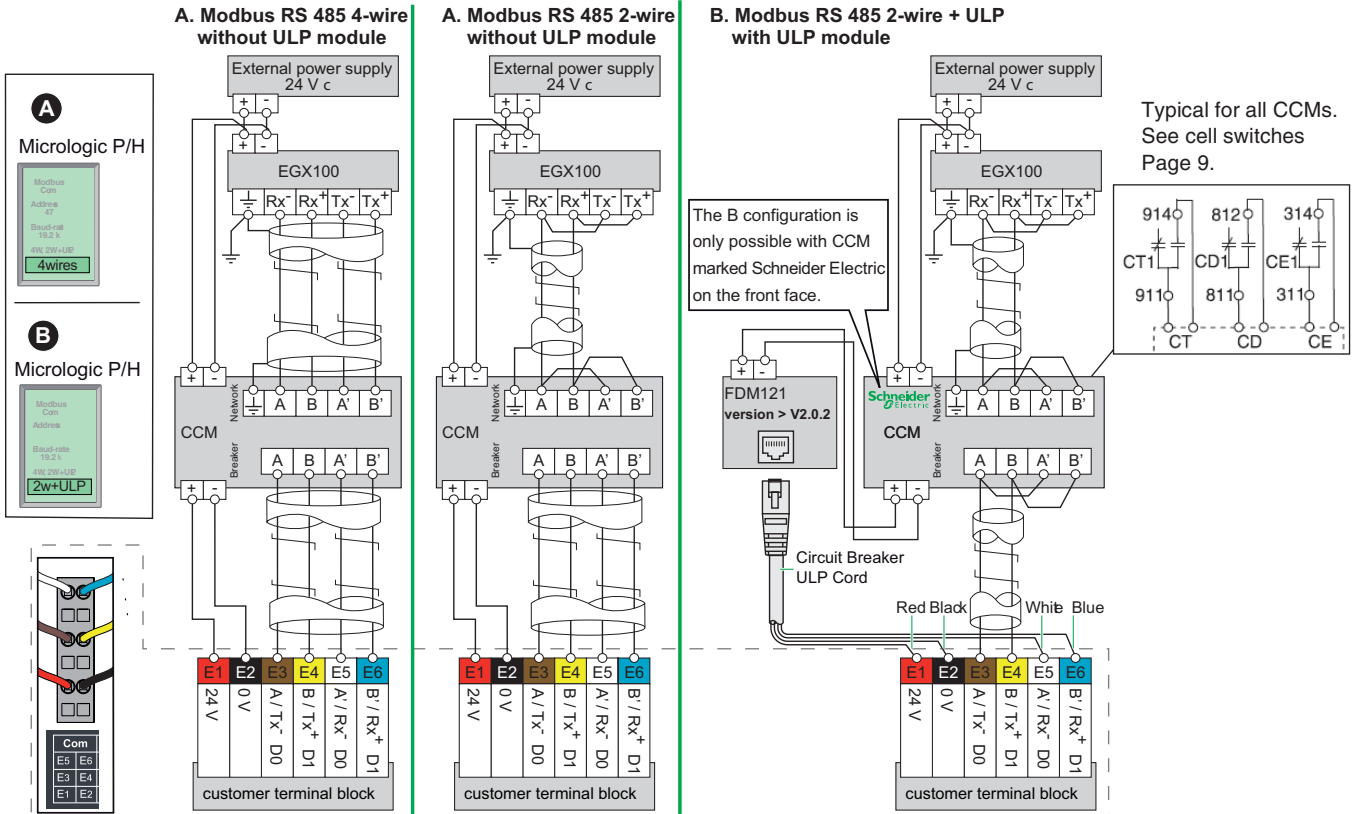 A. Modbus RS 485 4-wire
without ULP module
A. Modbus RS 485 2-wire
without ULP module
B. Modbus RS 485 2-wire + ULP
with ULP module
A
Micrologic P/H
Modbus
Com
Address
47
Baud-rat
19.2 k
4W, 2W+ULP
4wires
B
Micrologic P/H
Modbus
Com
Addres
Baud-rate
19.2 k
4W, 2W+ULP
2w+ULP
Com
E5 E6
E3 E4
E1 E2
External power supply
24 V c
+ -
+ -
EGX100
Rx- Rx+ Tx- Tx+
+ -
Network
A B A' B'
CCM
Breaker
A B A' B'
+ -
E1 E2 E3 E4 E5 E6
24 V
0 V
A / Tx- D0
B / Tx+ D1
A' / Rx- D0
B' / Rx+ D1
customer terminal block
External power supply
24 V c
+ -
+ -
EGX100
Rx- Rx+ Tx- Tx+
+ -
Network
A B A' B'
CCM
Breaker
A B A' B'
+ -
E1 E2 E3 E4 E5 E6
24 V
0 V
A / Tx- D0
B / Tx+ D1
A' / Rx- D0
B' / Rx+ D1
customer terminal block
External power supply
24 V c
+ -
+ -
EGX100
Rx- Rx+ Tx- Tx+
The B configuration is
only possible with CCM
marked Schneider Electric
on the front face.
+ -
FDM121
version > V2.0.2
+ -
Schneider
Electric
Network
A B A' B'
CCM
Breaker
A B A' B'
+ -
Circuit Breaker
ULP Cord
Red Black White Blue
E1 E2 E3 E4 E5 E6
24 V
0 V
A / Tx- D0
B / Tx+ D1
A' / Rx- D0
B' / Rx+ D1
customer terminal block
Typical for all CCMs.
See cell switches
Page 9.
914 812 314
CT1 CD1 CE1
911 811 311
CT CD CE